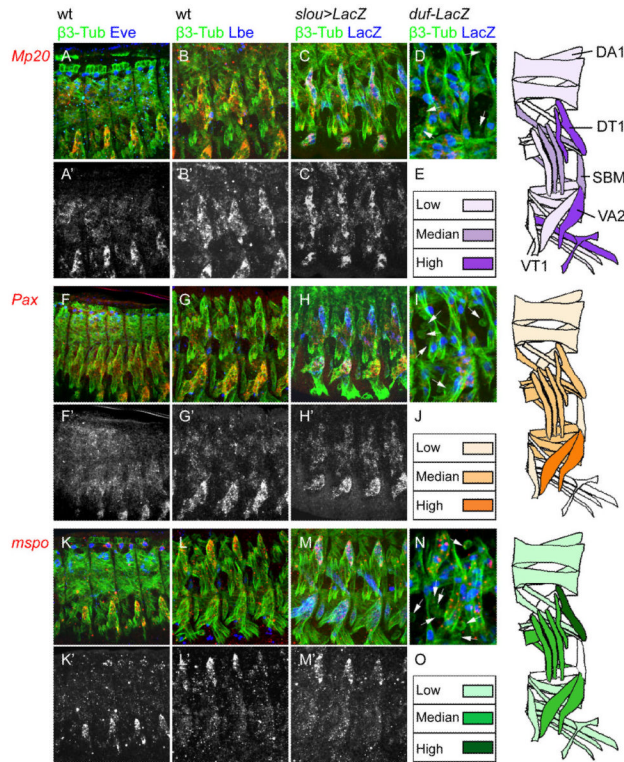 wt wt slou>LacZ duf-LacZ
β3-Tub Eve β3-Tub Lbe β3-Tub LacZ β3-Tub LacZ
Mp20 A B C D DA1
DT1
A' B' C' E SBM
Low
Median VA2
High
VT1
Pax F G H I
F' G' H' J
Low
Median
High
mspo K L M N
K' L' M' O
Low
Median
High